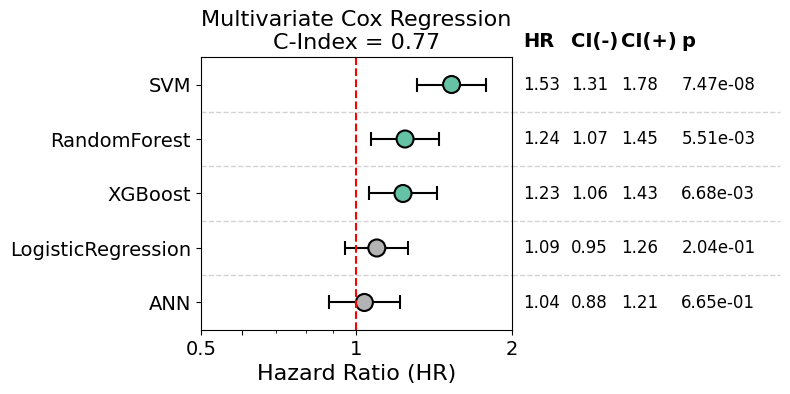 Multivariate Cox Regression
C-Index = 0.77
HR CI(-) CI(+) p
SVM 1.53 1.31 1.78 7.47e-08
RandomForest 1.24 1.07 1.45 5.51e-03
XGBoost 1.23 1.06 1.43 6.68e-03
LogisticRegression 1.09 0.95 1.26 2.04e-01
ANN 1.04 0.88 1.21 6.65e-01
0.5 1 2
Hazard Ratio (HR)